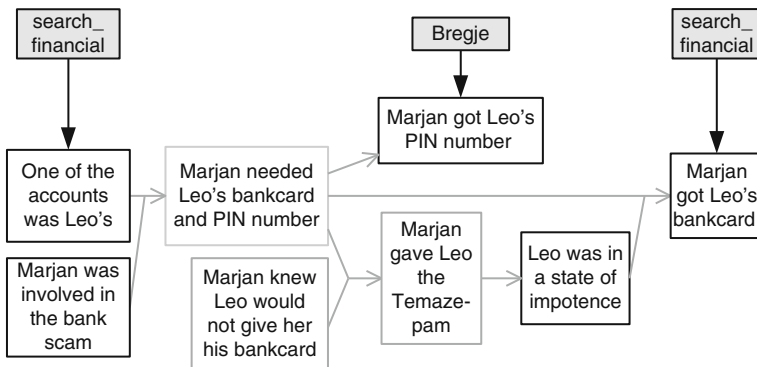 search_
financial
Bregje
search_
financial
Marjan got Leo's
PIN number
One of the
accounts
was Leo's
Marjan needed
Leo's bankcard
and PIN number
Marjan
got Leo's
bankcard
Marjan was
involved in
the bank
scam
Marjan knew
Leo would
not give her
his bankcard
Marjan
gave Leo
the
Temaze-
pam
Leo was in
a state of
impotence